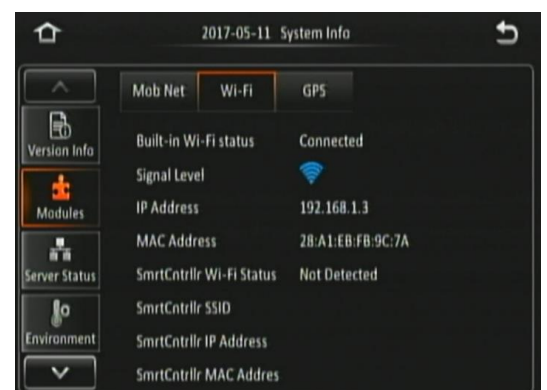 2017-05-11 System Info
Mob Net Wi-Fi GPS
Version Info
Modules
Server Status
Environment
Built-in Wi-Fi status Connected
Signal Level
IP Address 192.168.1.3
MAC Address 28:A1:EB:FB:9C:7A
SmrtCntrllr Wi-Fi Status Not Detected
SmrtCntrllr SSID
SmrtCntrllr IP Address
SmrtCntrllr MAC Addres